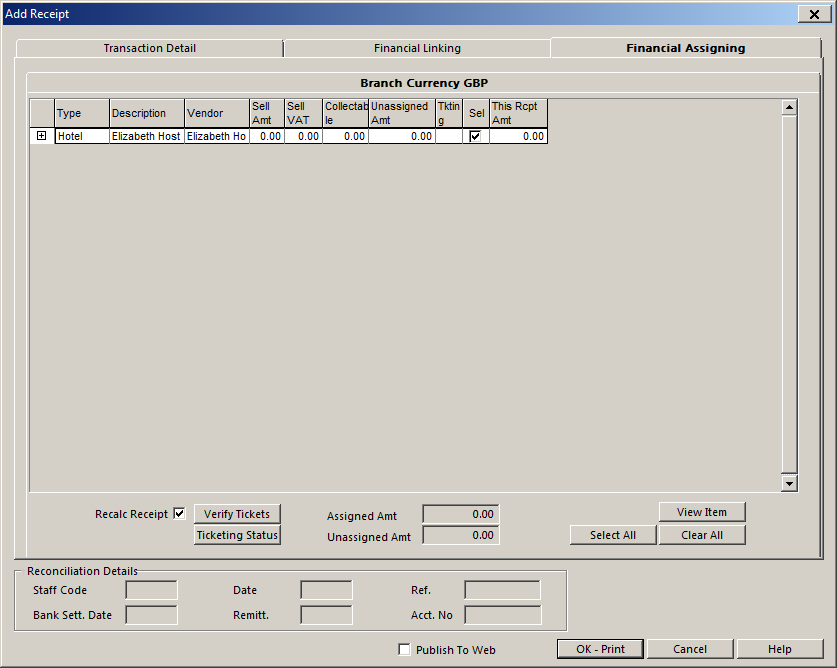 Add Receipt
Transaction Detail Financial Linking Financial Assigning
Branch Currency GBP
Type Description Vendor Sell Amt Sell VAT Collectab le Unassigned Amt Tktin g Sel This Rcpt Amt
Hotel Elizabeth Host Elizabeth Ho 0.00 0.00 0.00 0.00 0.00
Recalc Receipt Verify Tickets Assigned Amt 0.00 View Item
Ticketing Status Unassigned Amt 0.00 Select All Clear All
Reconciliation Details
Staff Code Date Ref.
Bank Sett. Date Remitt. Acct. No
Publish To Web OK - Print Cancel Help